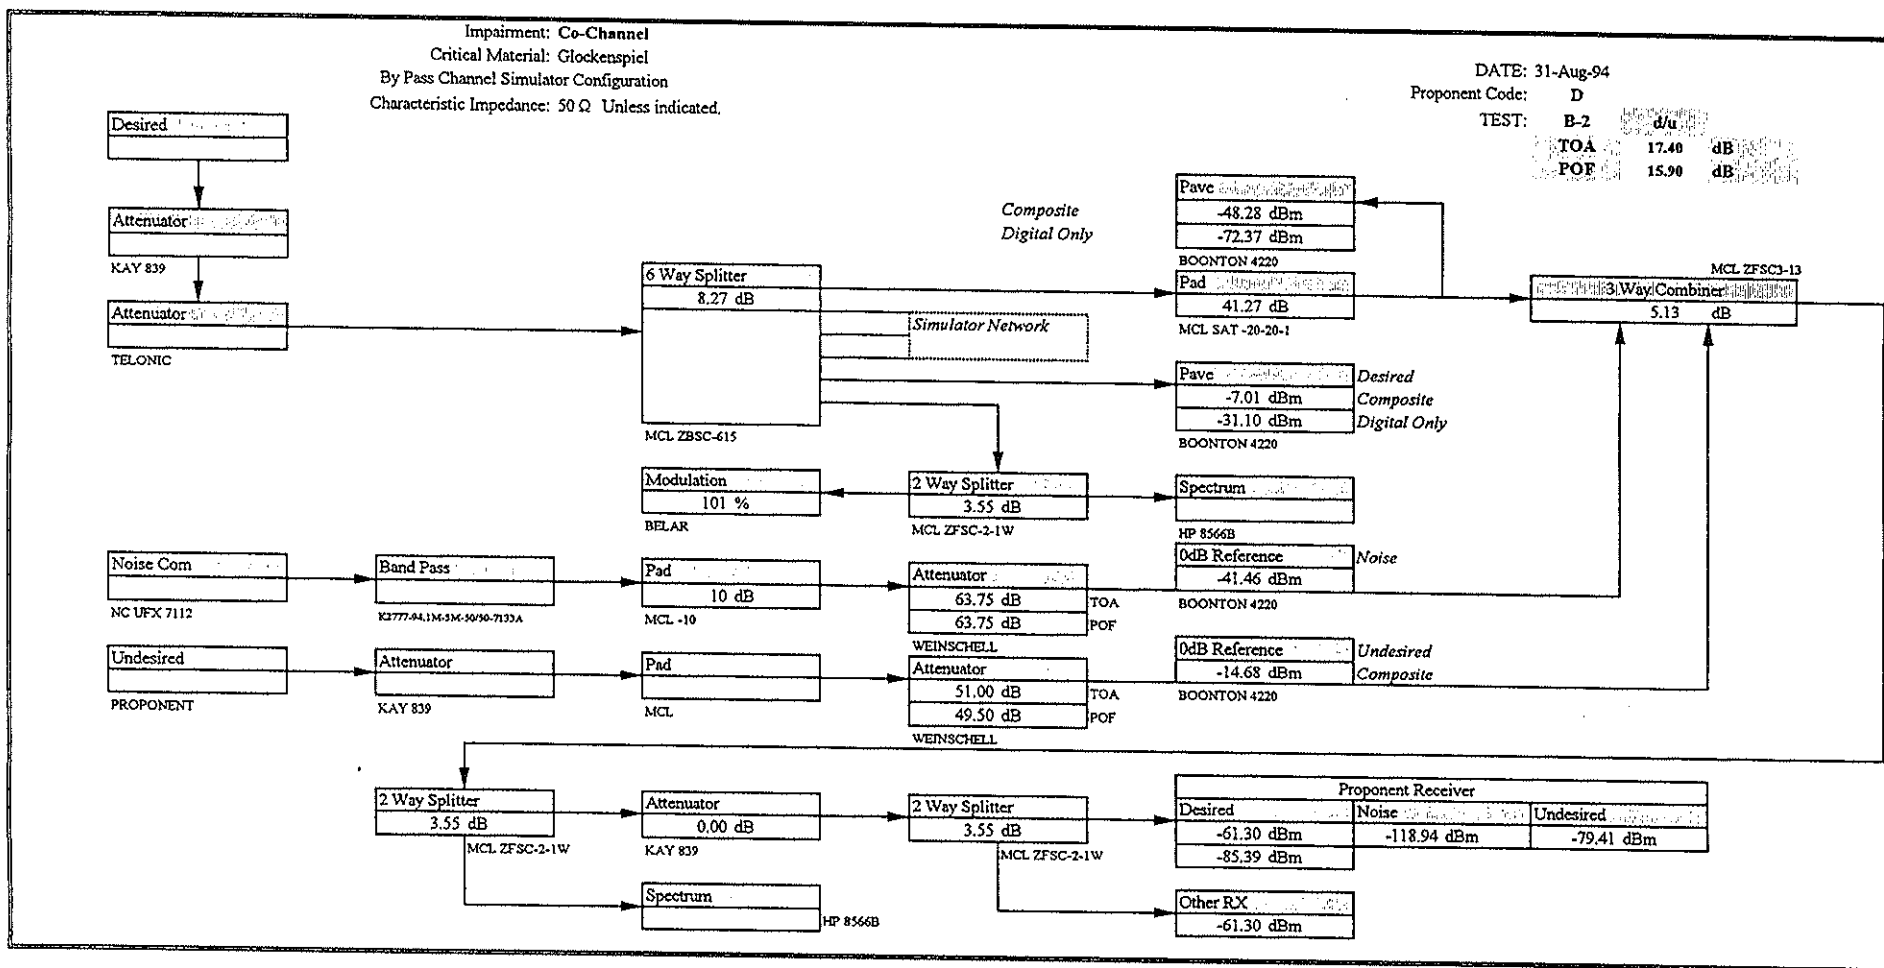 Impairment: Co-Channel
Critical Material: Glockenspiel
By Pass Channel Simulator Configuration
Characteristic Impedance: 50 Ω Unless indicated.
DATE: 31-Aug-94
Proponent Code: D
TEST: B-2 d/u
TOA 17.40 dB
POF 15.90 dB
Desired
Attenuator
KAY 839
Attenuator
TELONIC
6 Way Splitter
8.27 dB
MCL ZBSC-615
Simulator Network
Composite
Digital Only
Pave
-48.28 dBm
-72.37 dBm
BOONTON 4220
Pad
41.27 dB
MCL SAT -20-20-1
MCL ZFSC3-13
3 Way Combiner
5.13 dB
Pave
Desired
-7.01 dBm
Composite
-31.10 dBm
Digital Only
BOONTON 4220
Modulation
101 %
BELAR
2 Way Splitter
3.55 dB
MCL ZFSC-2-1W
Spectrum
HP 8566B
Noise Com
NC UFX 7112
Band Pass
K2777-94.1M-5M-50/50-7133A
Pad
10 dB
MCL -10
Attenuator
63.75 dB
TOA
63.75 dB
POF
WEINSCHELL
0dB Reference
Noise
-41.46 dBm
BOONTON 4220
Undesired
PROPONENT
Attenuator
KAY 839
Pad
MCL
Attenuator
51.00 dB
TOA
49.50 dB
POF
WEINSCHELL
0dB Reference
Undesired
-14.68 dBm
Composite
BOONTON 4220
2 Way Splitter
3.55 dB
MCL ZFSC-2-1W
Attenuator
0.00 dB
KAY 839
2 Way Splitter
3.55 dB
MCL ZFSC-2-1W
Proponent Receiver
Desired Noise Undesired
-61.30 dBm -118.94 dBm -79.41 dBm
-85.39 dBm
Spectrum
HP 8566B
Other RX
-61.30 dBm